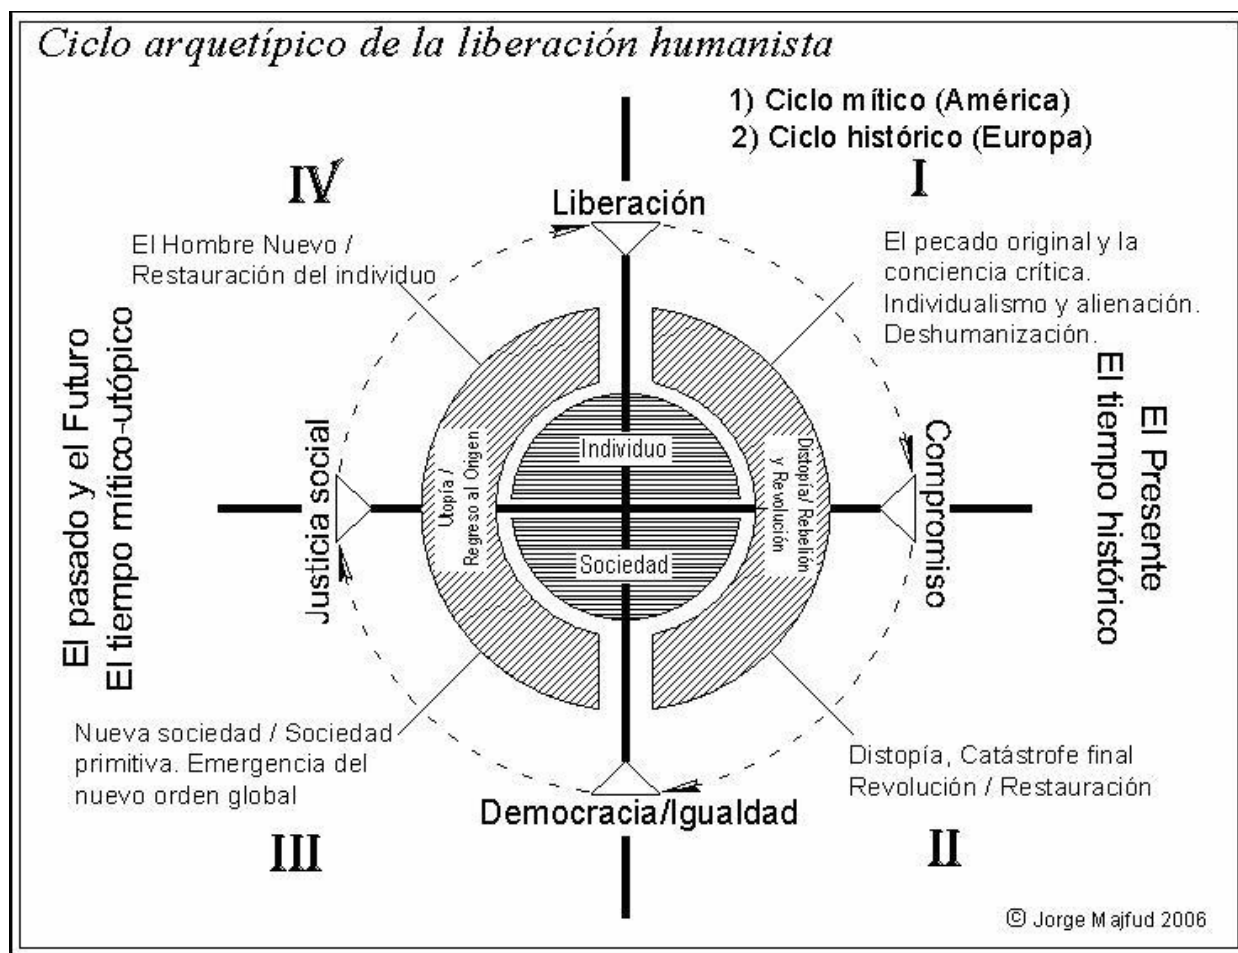 Ciclo arquetípico de la liberación humanista
1) Ciclo mítico (América)
2) Ciclo histórico (Europa)
IV
I
Liberación
El Hombre Nuevo /
Restauración del individuo
El pecado original y la
conciencia crítica.
Individualismo y alienación.
Deshumanización.
El pasado y el Futuro
El tiempo mítico-utópico
Justicia social
Utopía /
Regreso al Origen
Individuo
Sociedad
Distopía/ Rebelión
y Revolución
Compromiso
El Presente
El tiempo histórico
Nueva sociedad / Sociedad
primitiva. Emergencia del
nuevo orden global
Distopía, Catástrofe final
Revolución / Restauración
Democracia/Igualdad
III
II
© Jorge Majfud 2006